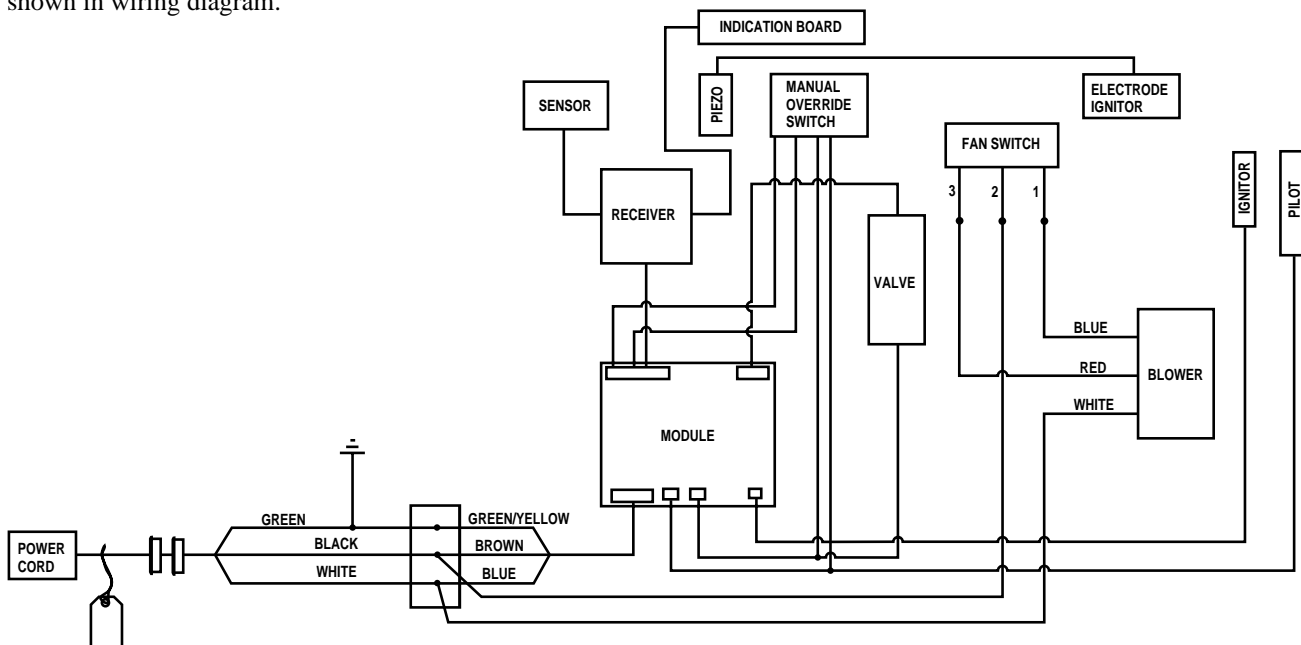 shown in wiring diagram.
INDICATION BOARD
SENSOR
PIEZO
MANUAL
OVERRIDE
SWITCH
ELECTRODE
IGNITOR
FAN SWITCH
3
2
1
IGNITOR
PILOT
RECEIVER
VALVE
BLUE
RED
WHITE
BLOWER
MODULE
POWER
CORD
GREEN
BLACK
WHITE
GREEN/YELLOW
BROWN
BLUE